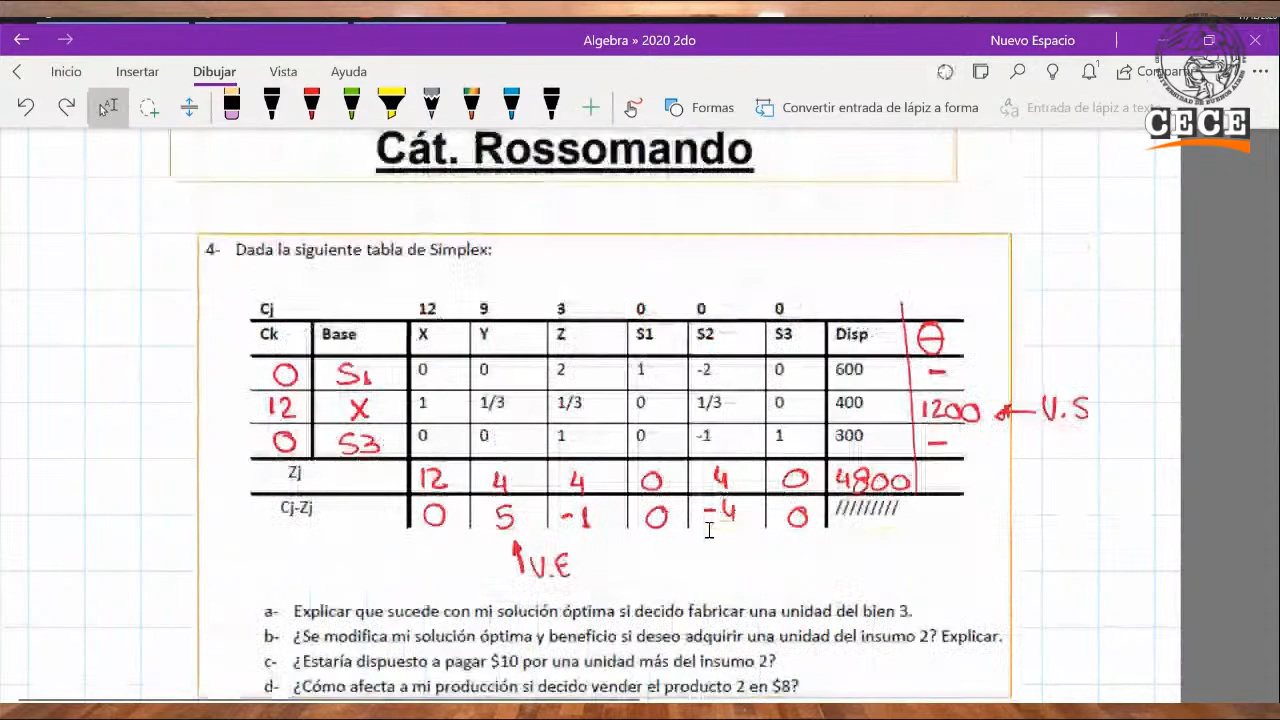 Algebra » 2020 2do
Nuevo Espacio
Inicio Insertar Dibujar Vista Ayuda
Formas Convertir entrada de lápiz a forma Entrada de lápiz a
CECE
Cát. Rossomando
4- Dada la siguiente tabla de Simplex:
Cj 12 9 3 0 0 0
Ck Base X Y Z S1 S2 S3 Disp Θ
0 S1 0 0 2 1 -2 0 600 -
12 X 1 1/3 1/3 0 1/3 0 400 1200 ← V.S
0 S3 0 0 1 0 -1 1 300 -
Zj 12 4 4 0 4 0 4800
Cj-Zj 0 5 -1 0 -4 0 /////////
↑ V.E
a- Explicar que sucede con mi solución óptima si decido fabricar una unidad del bien 3.
b- ¿Se modifica mi solución óptima y beneficio si deseo adquirir una unidad del insumo 2? Explicar.
c- ¿Estaría dispuesto a pagar $10 por una unidad más del insumo 2?
d- ¿Cómo afecta a mi producción si decido vender el producto 2 en $8?